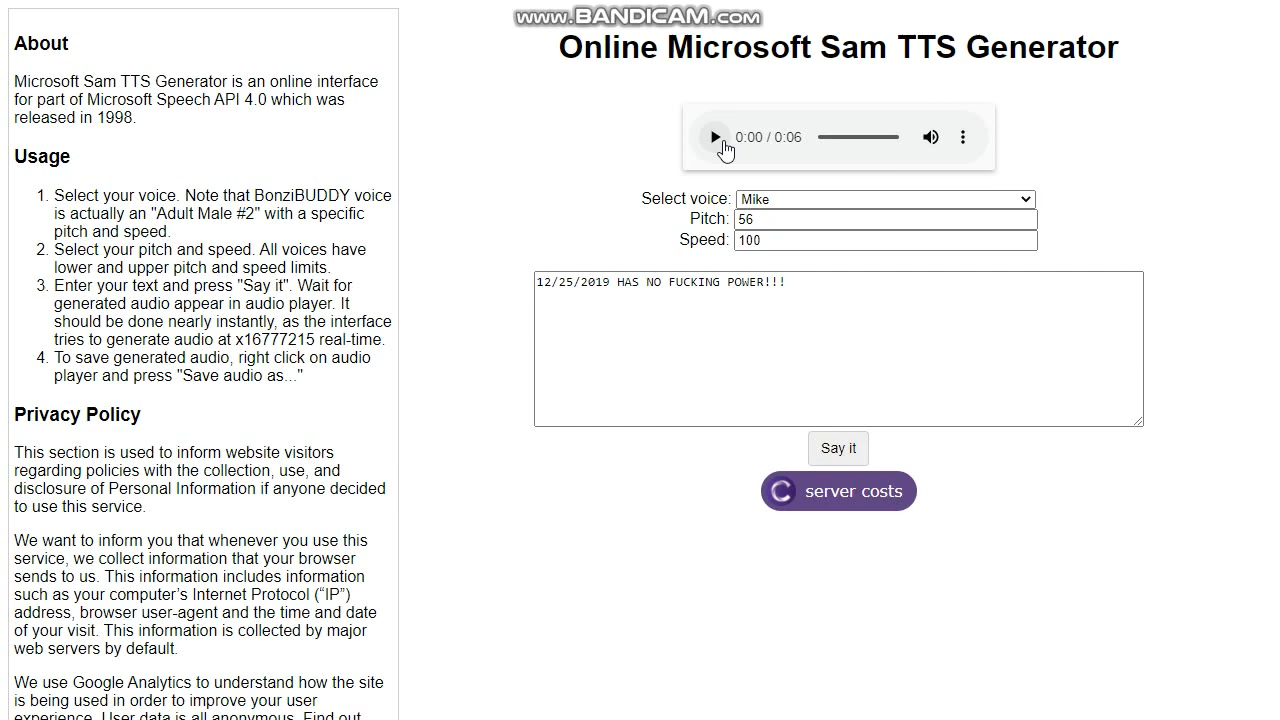 www.BANDICAM.com
About
Microsoft Sam TTS Generator is an online interface
for part of Microsoft Speech API 4.0 which was
released in 1998.
Usage
1. Select your voice. Note that BonziBUDDY voice
is actually an "Adult Male #2" with a specific
pitch and speed.
2. Select your pitch and speed. All voices have
lower and upper pitch and speed limits.
3. Enter your text and press "Say it". Wait for
generated audio appear in audio player. It
should be done nearly instantly, as the interface
tries to generate audio at x16777215 real-time.
4. To save generated audio, right click on audio
player and press "Save audio as..."
Privacy Policy
This section is used to inform website visitors
regarding policies with the collection, use, and
disclosure of Personal Information if anyone decided
to use this service.
We want to inform you that whenever you use this
service, we collect information that your browser
sends to us. This information includes information
such as your computer’s Internet Protocol (“IP”)
address, browser user-agent and the time and date
of your visit. This information is collected by major
web servers by default.
We use Google Analytics to understand how the site
is being used in order to improve your user
experience. User data is all anonymous. Find out
Online Microsoft Sam TTS Generator
0:00 / 0:06
Select voice: Mike
Pitch: 56
Speed: 100
12/25/2019 HAS NO FUCKING POWER!!!
Say it
server costs